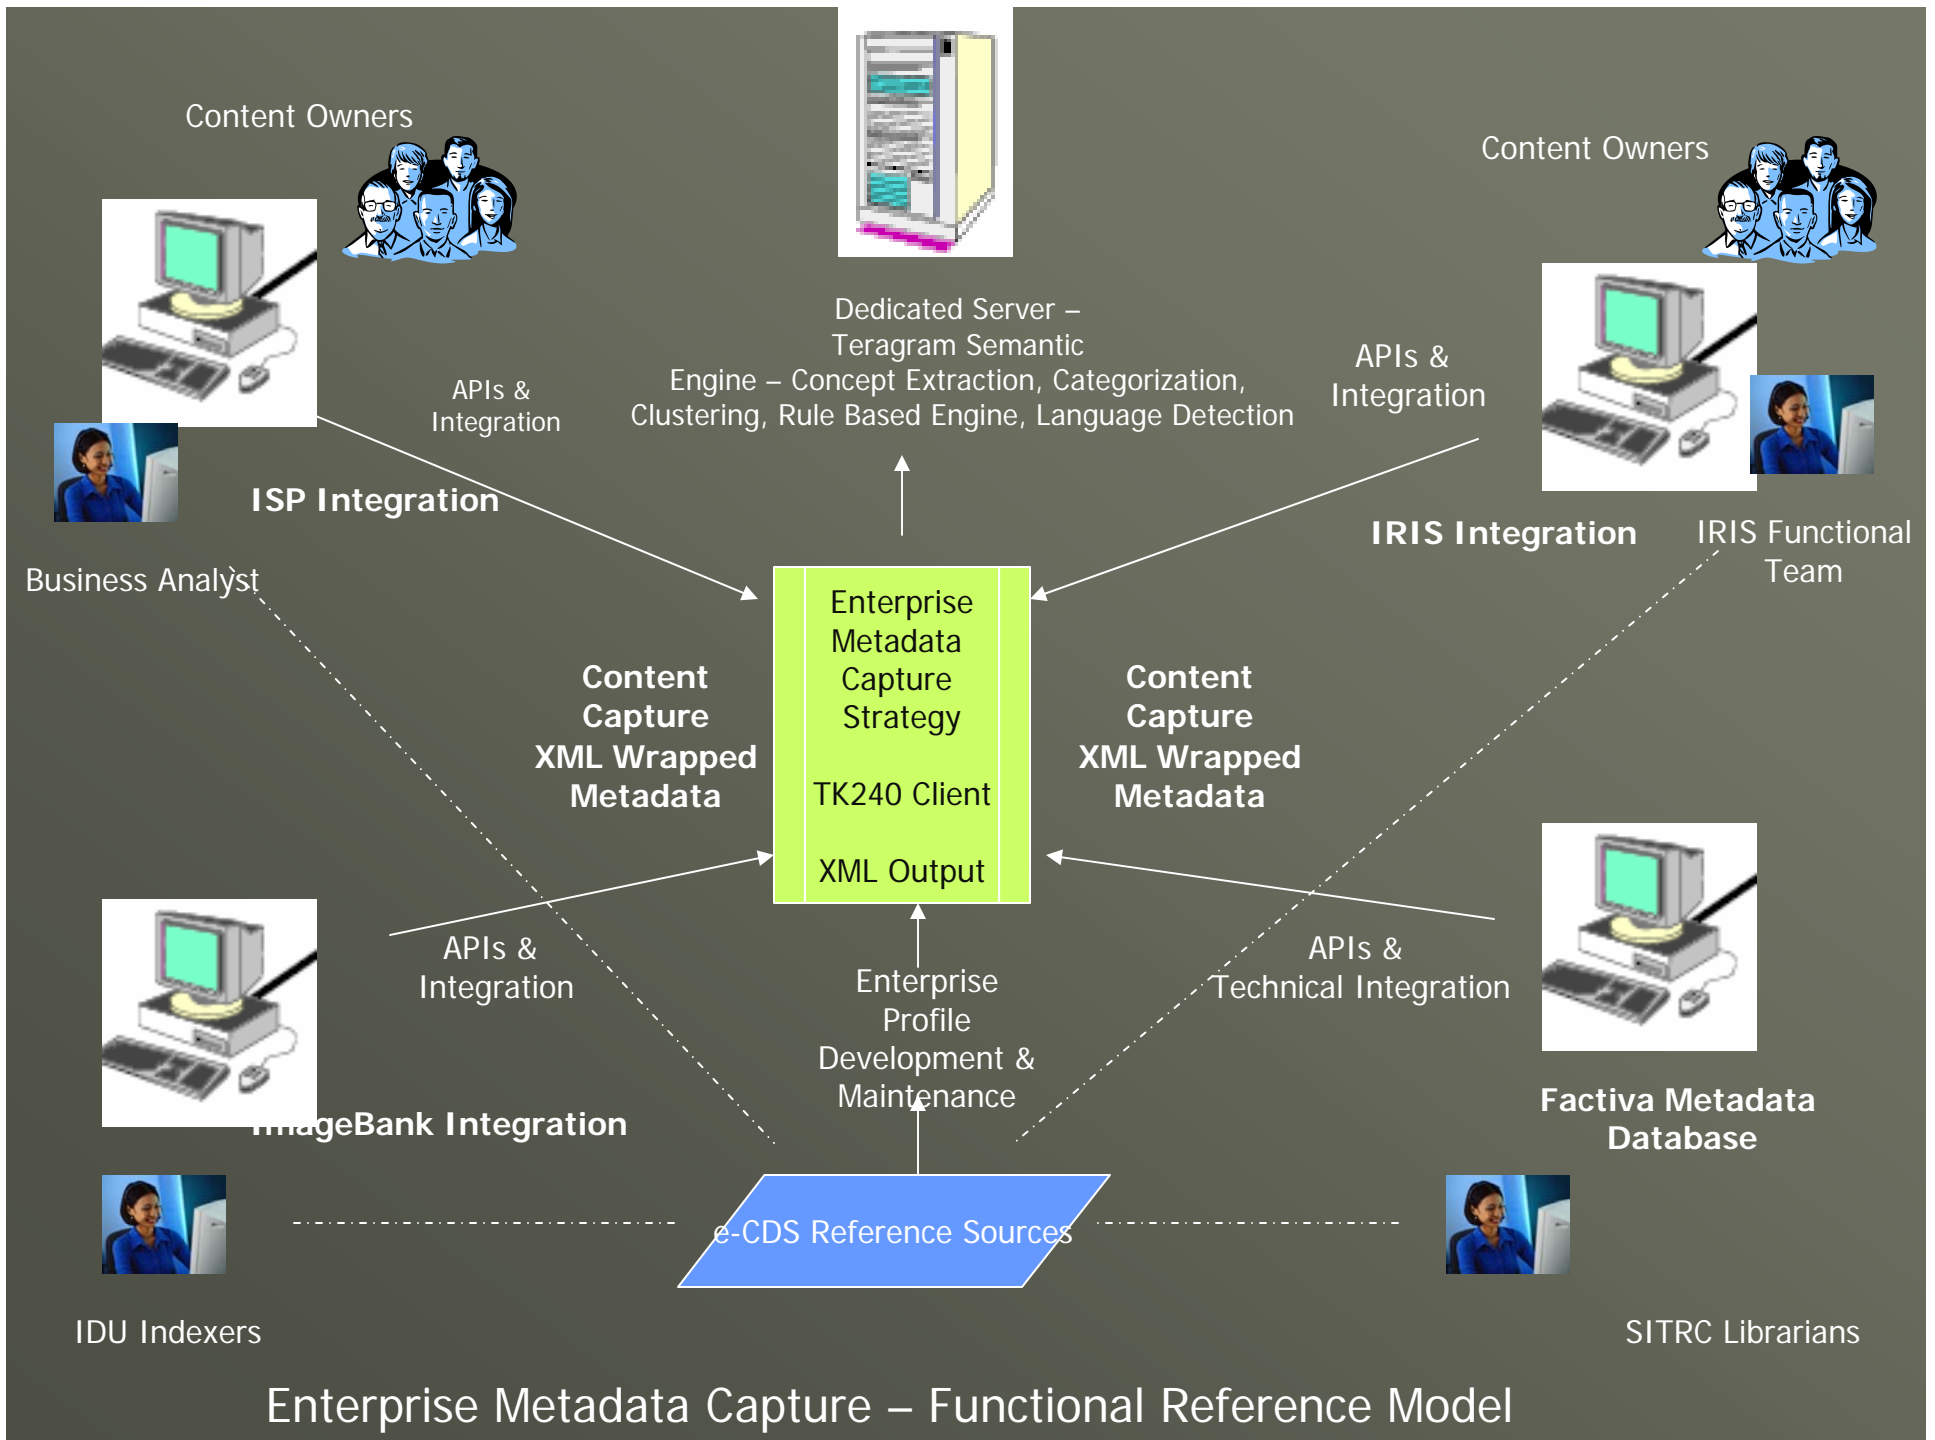 Content Owners
Content Owners
Dedicated Server –
Teragram Semantic
Engine – Concept Extraction, Categorization,
Clustering, Rule Based Engine, Language Detection
APIs &
Integration
APIs &
Integration
ISP Integration
IRIS Integration
IRIS Functional
Team
Business Analyst
Enterprise
Metadata
Capture
Strategy
TK240 Client
XML Output
Content
Capture
XML Wrapped
Metadata
Content
Capture
XML Wrapped
Metadata
APIs &
Integration
APIs &
Technical Integration
Enterprise
Profile
Development &
Maintenance
ImageBank Integration
Factiva Metadata
Database
e-CDS Reference Sources
IDU Indexers
SITRC Librarians
Enterprise Metadata Capture – Functional Reference Model